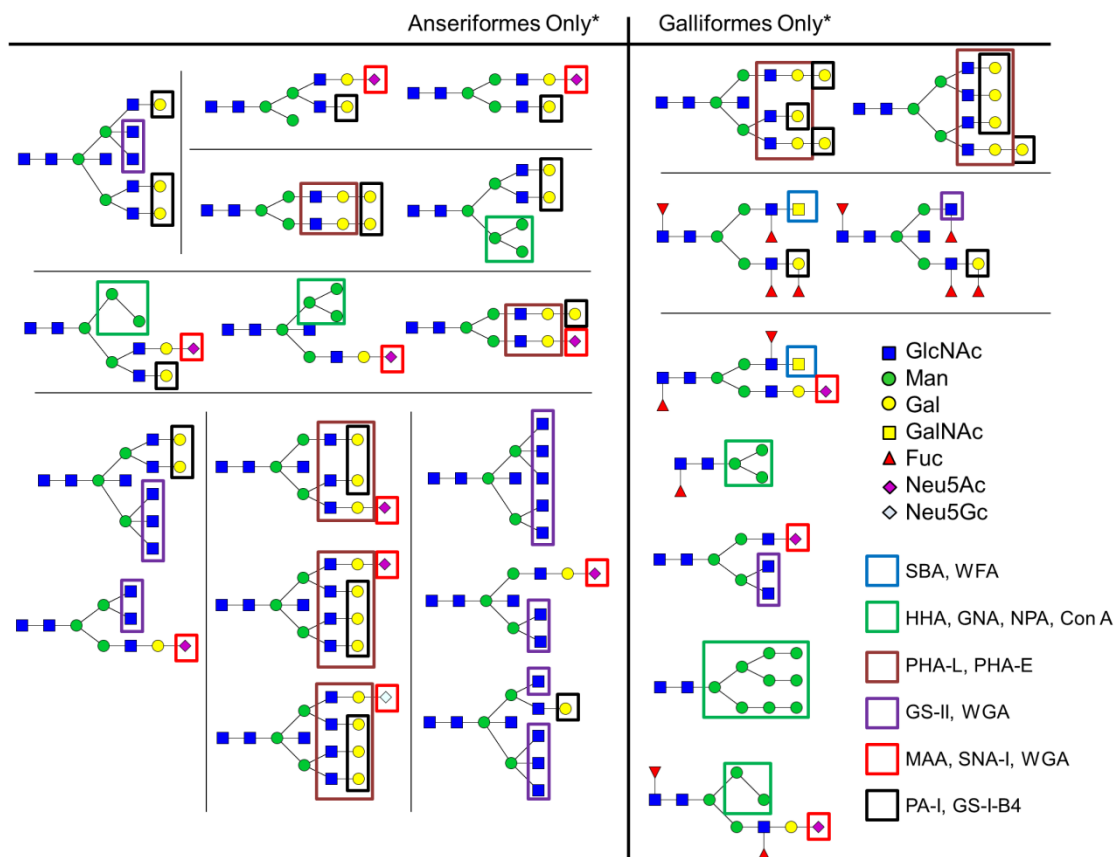 Anseriformes Only*
Galliformes Only*
GlcNAc
Man
Gal
GalNAc
Fuc
Neu5Ac
Neu5Gc
SBA, WFA
HHA, GNA, NPA, Con A
PHA-L, PHA-E
GS-II, WGA
MAA, SNA-I, WGA
PA-I, GS-I-B4